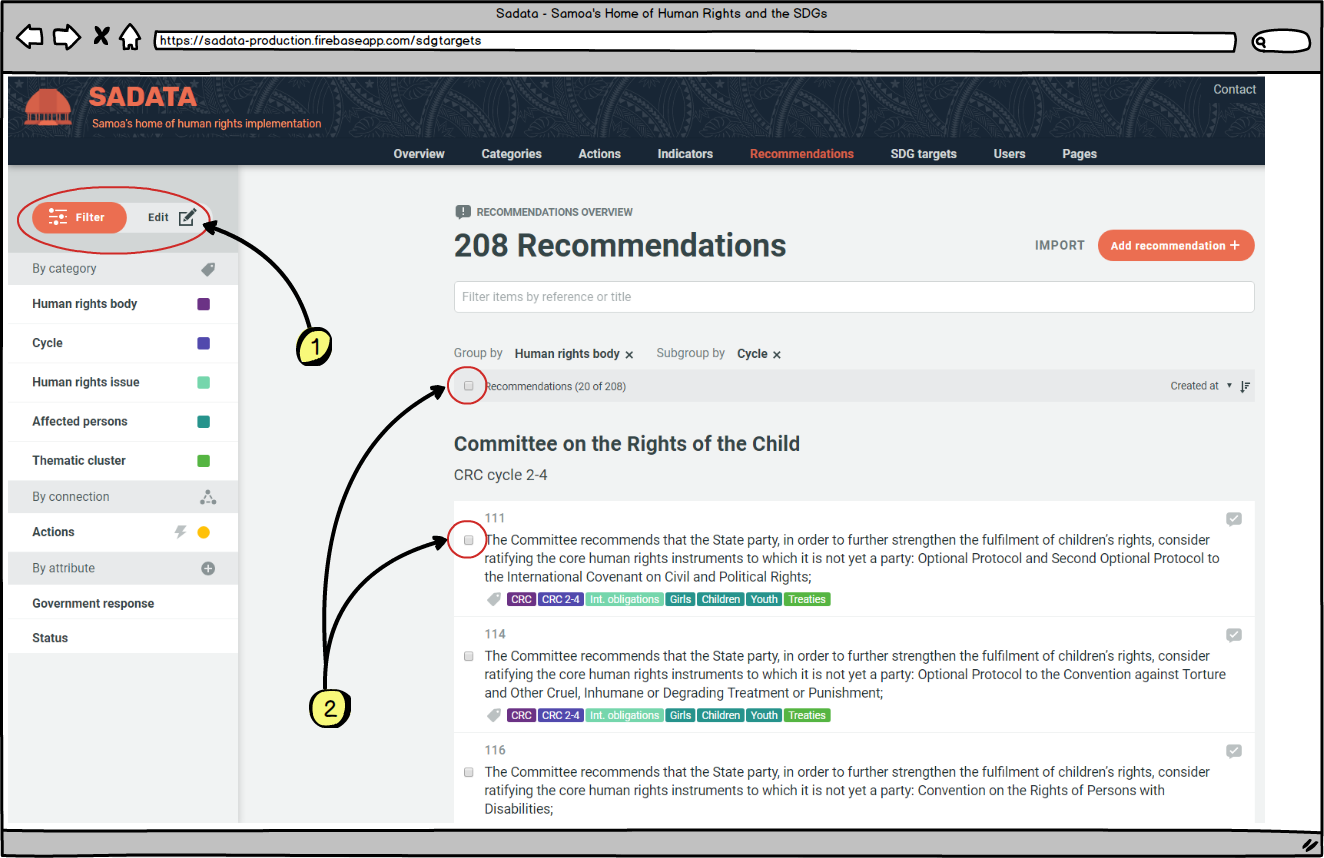 Sadata - Samoa's Home of Human Rights and the SDGs
https://sadata-production.firebaseapp.com/sdgtargets
Contact
SADATA
Samoa's home of human rights implementation
Overview Categories Actions Indicators Recommendations SDG targets Users Pages
Filter Edit
By category
Human rights body
Cycle
Human rights issue
Affected persons
Thematic cluster
By connection
Actions
By attribute
Government response
Status
1
2
RECOMMENDATIONS OVERVIEW
208 Recommendations
IMPORT Add recommendation +
Filter items by reference or title
Group by Human rights body × Subgroup by Cycle ×
Recommendations (20 of 208) Created at
Committee on the Rights of the Child
CRC cycle 2-4
111
The Committee recommends that the State party, in order to further strengthen the fulfilment of children's rights, consider
ratifying the core human rights instruments to which it is not yet a party: Optional Protocol and Second Optional Protocol to
the International Covenant on Civil and Political Rights;
CRC CRC 2-4 Int. obligations Girls Children Youth Treaties
114
The Committee recommends that the State party, in order to further strengthen the fulfilment of children's rights, consider
ratifying the core human rights instruments to which it is not yet a party: Optional Protocol to the Convention against Torture
and Other Cruel, Inhumane or Degrading Treatment or Punishment;
CRC CRC 2-4 Int. obligations Girls Children Youth Treaties
116
The Committee recommends that the State party, in order to further strengthen the fulfilment of children's rights, consider
ratifying the core human rights instruments to which it is not yet a party: Convention on the Rights of Persons with
Disabilities;